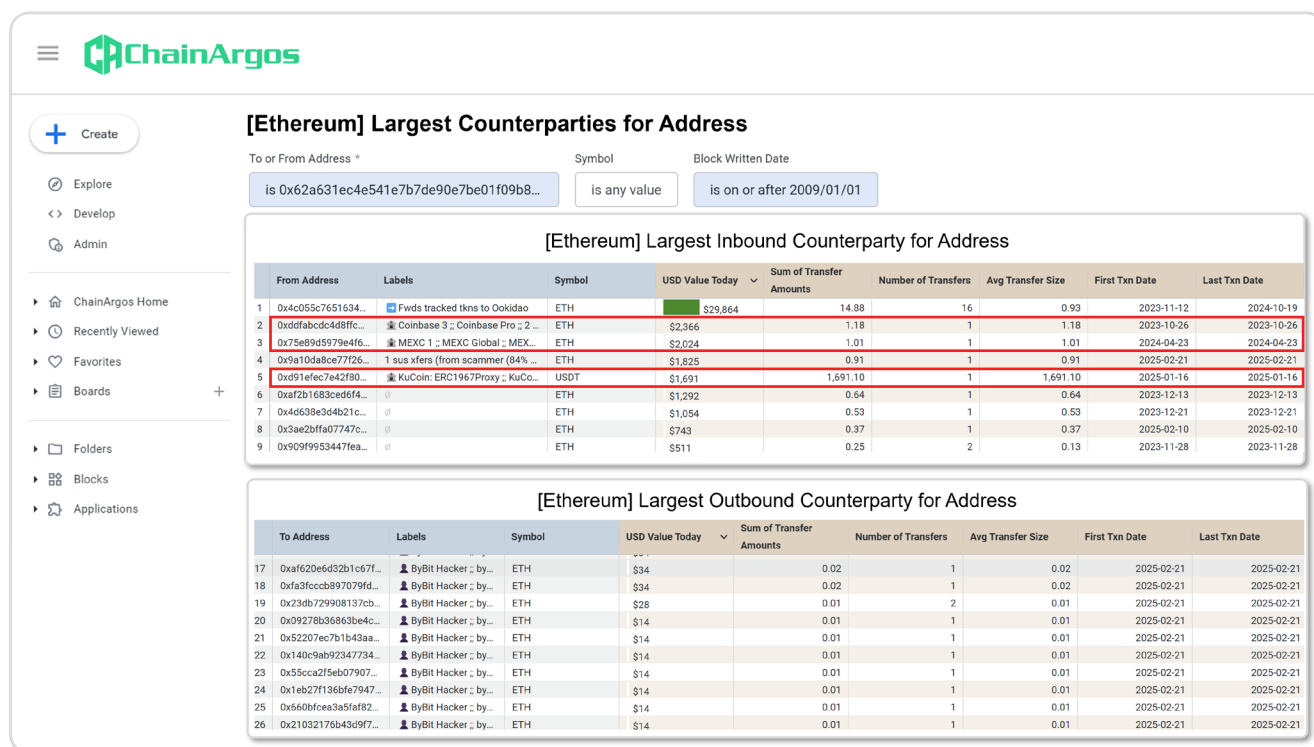 ChainArgos
Create
Explore
Develop
Admin
ChainArgos Home
Recently Viewed
Favorites
Boards
Folders
Blocks
Applications
[Ethereum] Largest Counterparties for Address
To or From Address * Symbol Block Written Date
is 0x62a631ec4e541e7b7de90e7be01f09b8... is any value is on or after 2009/01/01
[Ethereum] Largest Inbound Counterparty for Address
From Address Labels Symbol USD Value Today Sum of Transfer Amounts Number of Transfers Avg Transfer Size First Txn Date Last Txn Date
1 0x4c055c7651634... Fwds tracked tkns to Ookidao ETH $29,864 14.88 16 0.93 2023-11-12 2024-10-19
2 0xddfabcdc4d8ffc... Coinbase 3 ;; Coinbase Pro ;; 2 ... ETH $2,366 1.18 1 1.18 2023-10-26 2023-10-26
3 0x75e89d5979e4f6... MEXC 1 ;; MEXC Global ;; MEX... ETH $2,024 1.01 1 1.01 2024-04-23 2024-04-23
4 0x9a10da8ce77f26... 1 sus xfers (from scammer (84% ... ETH $1,825 0.91 1 0.91 2025-02-21 2025-02-21
5 0xd91efec7e42f80... KuCoin: ERC1967Proxy ;; KuCo... USDT $1,691 1,691.10 1 1,691.10 2025-01-16 2025-01-16
6 0xaf2b1683ced6f4... ∅ ETH $1,292 0.64 1 0.64 2023-12-13 2023-12-13
7 0x4d638e3d4b21c... ∅ ETH $1,054 0.53 1 0.53 2023-12-21 2023-12-21
8 0x3ae2bffa07747c... ∅ ETH $743 0.37 1 0.37 2025-02-10 2025-02-10
9 0x909f9953447fea... ∅ ETH $511 0.25 2 0.13 2023-11-28 2023-11-28
[Ethereum] Largest Outbound Counterparty for Address
To Address Labels Symbol USD Value Today Sum of Transfer Amounts Number of Transfers Avg Transfer Size First Txn Date Last Txn Date
17 0xaf620e6d32b1c67f... ByBit Hacker ;; by... ETH $34 0.02 1 0.02 2025-02-21 2025-02-21
18 0xfa3fcccb897079fd... ByBit Hacker ;; by... ETH $34 0.02 1 0.02 2025-02-21 2025-02-21
19 0x23db729908137cb... ByBit Hacker ;; by... ETH $28 0.01 2 0.01 2025-02-21 2025-02-21
20 0x09278b36863be4c... ByBit Hacker ;; by... ETH $14 0.01 1 0.01 2025-02-21 2025-02-21
21 0x52207ec7b1b43aa... ByBit Hacker ;; by... ETH $14 0.01 1 0.01 2025-02-21 2025-02-21
22 0x140c9ab92347734... ByBit Hacker ;; by... ETH $14 0.01 1 0.01 2025-02-21 2025-02-21
23 0x55cca2f5eb07907... ByBit Hacker ;; by... ETH $14 0.01 1 0.01 2025-02-21 2025-02-21
24 0x1eb27f136bfe7947... ByBit Hacker ;; by... ETH $14 0.01 1 0.01 2025-02-21 2025-02-21
25 0x660bfcea3a5faf82... ByBit Hacker ;; by... ETH $14 0.01 1 0.01 2025-02-21 2025-02-21
26 0x21032176b43d9f7... ByBit Hacker ;; by... ETH $14 0.01 1 0.01 2025-02-21 2025-02-21